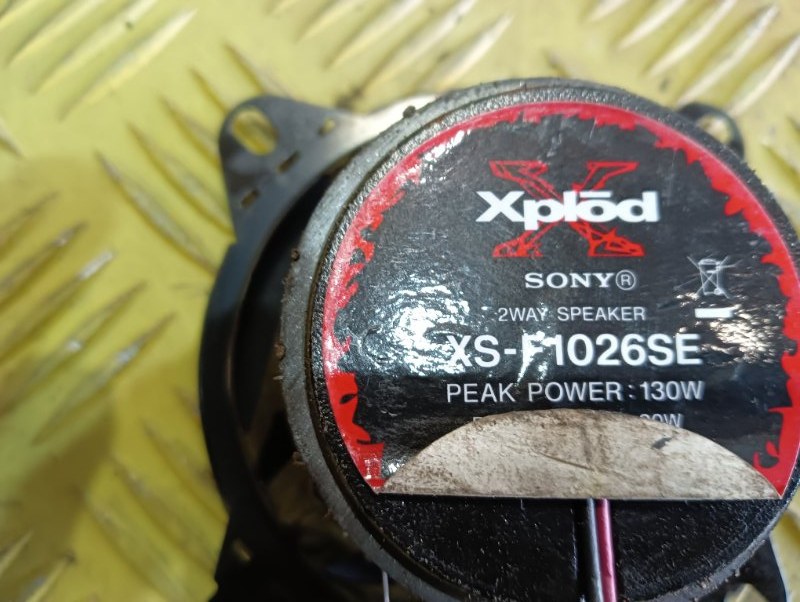 Xplōd
SONY®
2WAY SPEAKER
XS-F1026SE
PEAK POWER : 130W